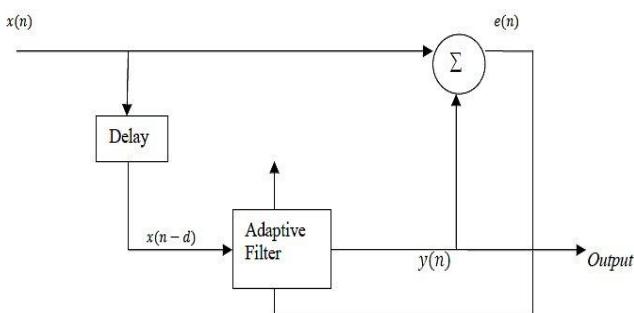 x(n)
e(n)
Σ
Delay
x(n − d)
Adaptive
Filter
y(n)
Output